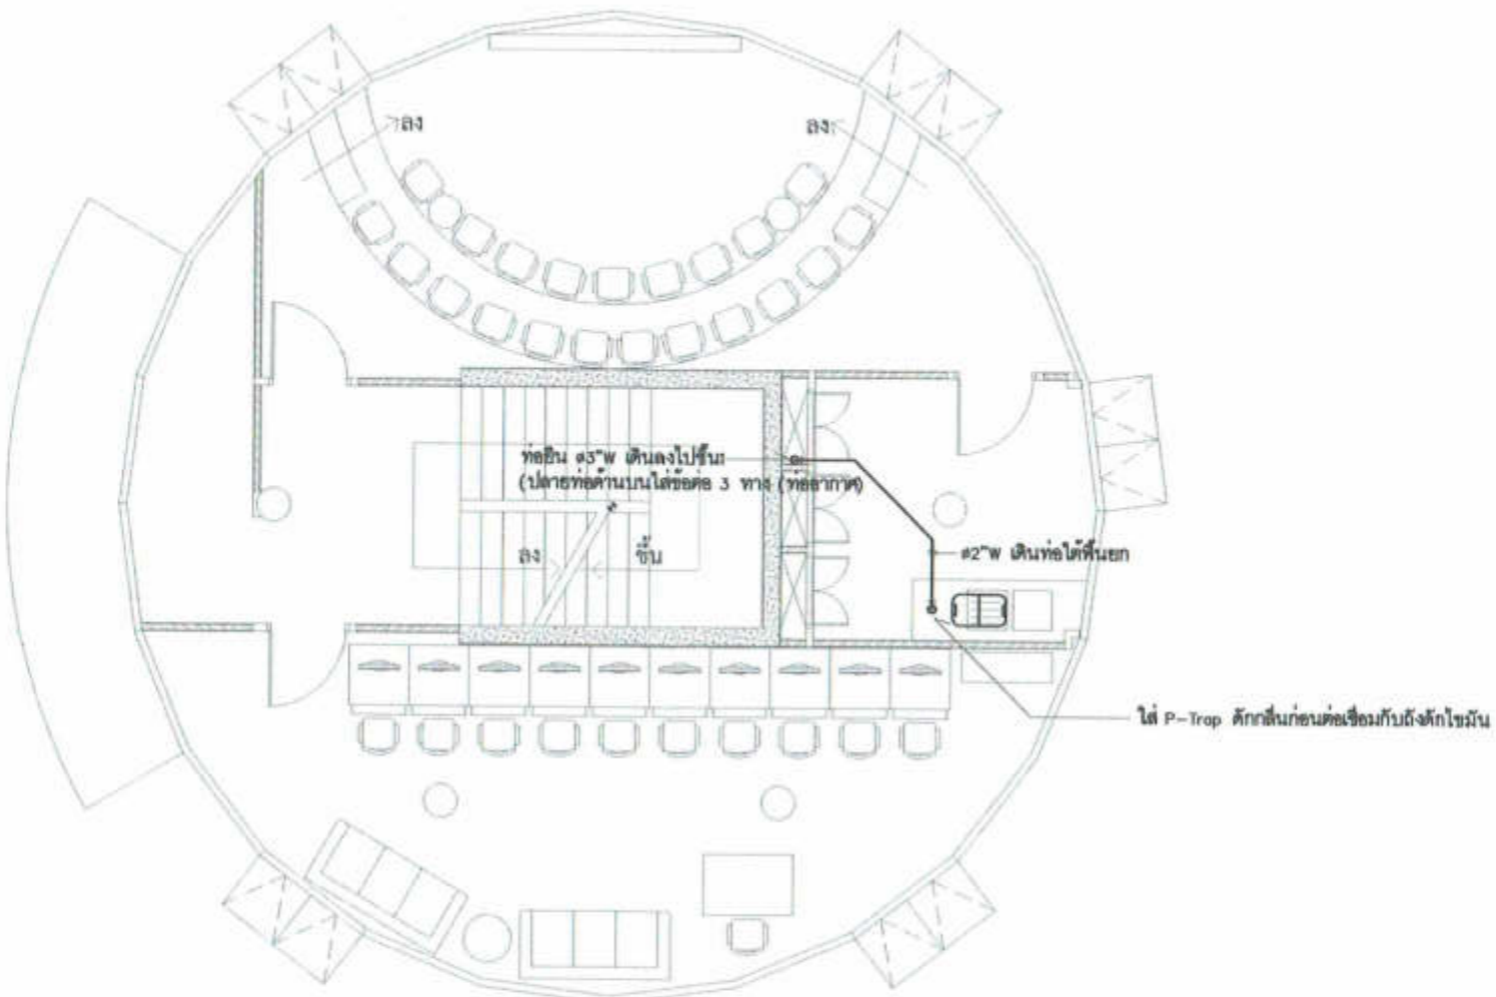 ลง
ลง
ท่อยืน ø3"W เดินลงไปชั้น1
(ปลายท่อด้านบนใส่ข้อต่อ 3 ทาง (ท่ออากาศ)
ลง
ขึ้น
ø2"W เดินท่อใต้พื้นยก
ใส่ P-Trap ดักกลิ่นก่อนต่อเชื่อมกับถังดักไขมัน